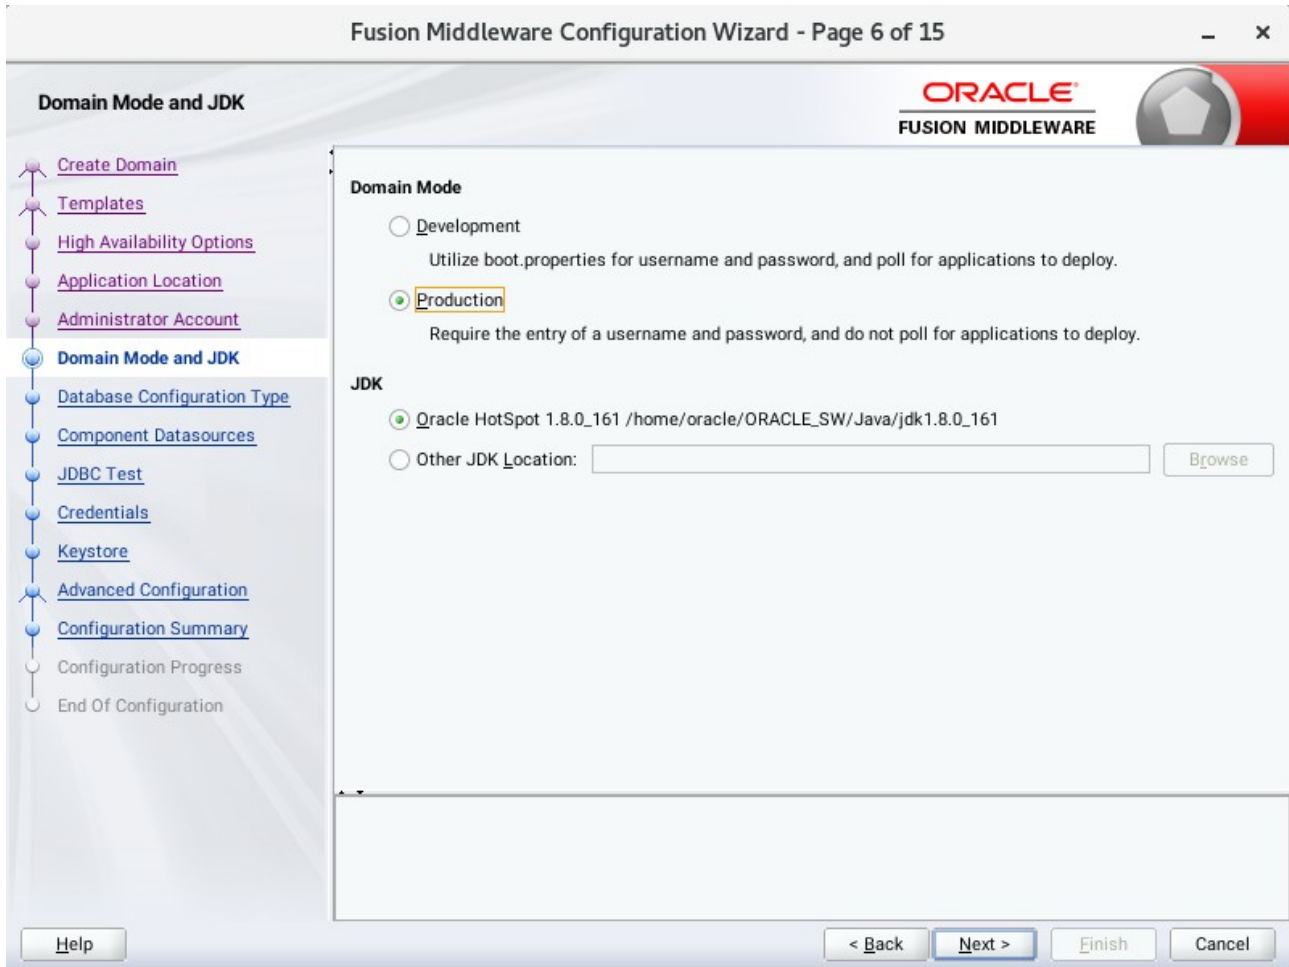 Fusion Middleware Configuration Wizard - Page 6 of 15
Domain Mode and JDK
ORACLE
FUSION MIDDLEWARE
Create Domain
Templates
High Availability Options
Application Location
Administrator Account
Domain Mode and JDK
Database Configuration Type
Component Datasources
JDBC Test
Credentials
Keystore
Advanced Configuration
Configuration Summary
Configuration Progress
End Of Configuration
Domain Mode
Development
Utilize boot.properties for username and password, and poll for applications to deploy.
Production
Require the entry of a username and password, and do not poll for applications to deploy.
JDK
Oracle HotSpot 1.8.0_161 /home/oracle/ORACLE_SW/Java/jdk1.8.0_161
Other JDK Location:
Browse
Help
< Back
Next >
Finish
Cancel